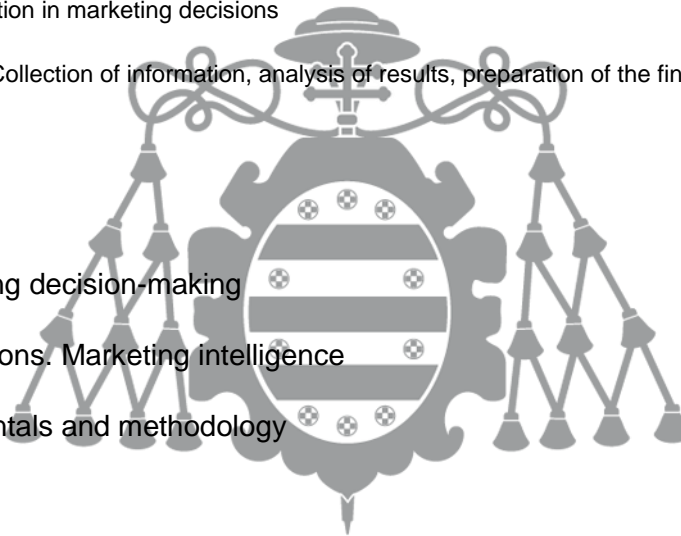 tion in marketing decisions
Collection of information, analysis of results, preparation of the fin
ng decision-making
ons. Marketing intelligence
ntals and methodology